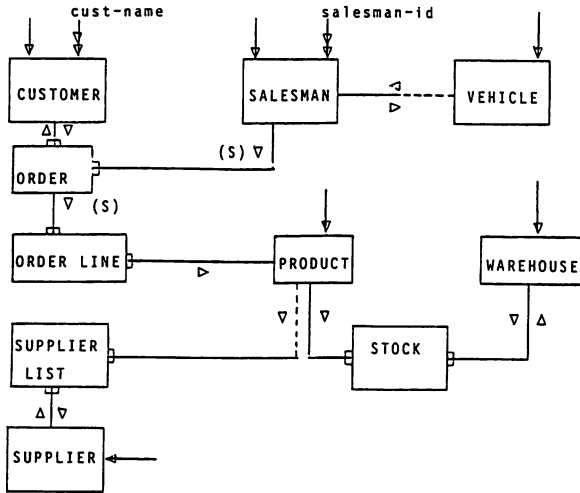 cust-name
salesman-id
CUSTOMER
SALESMAN
VEHICLE
(S)
ORDER
(S)
ORDER LINE
PRODUCT
WAREHOUSE
SUPPLIER
LIST
STOCK
SUPPLIER